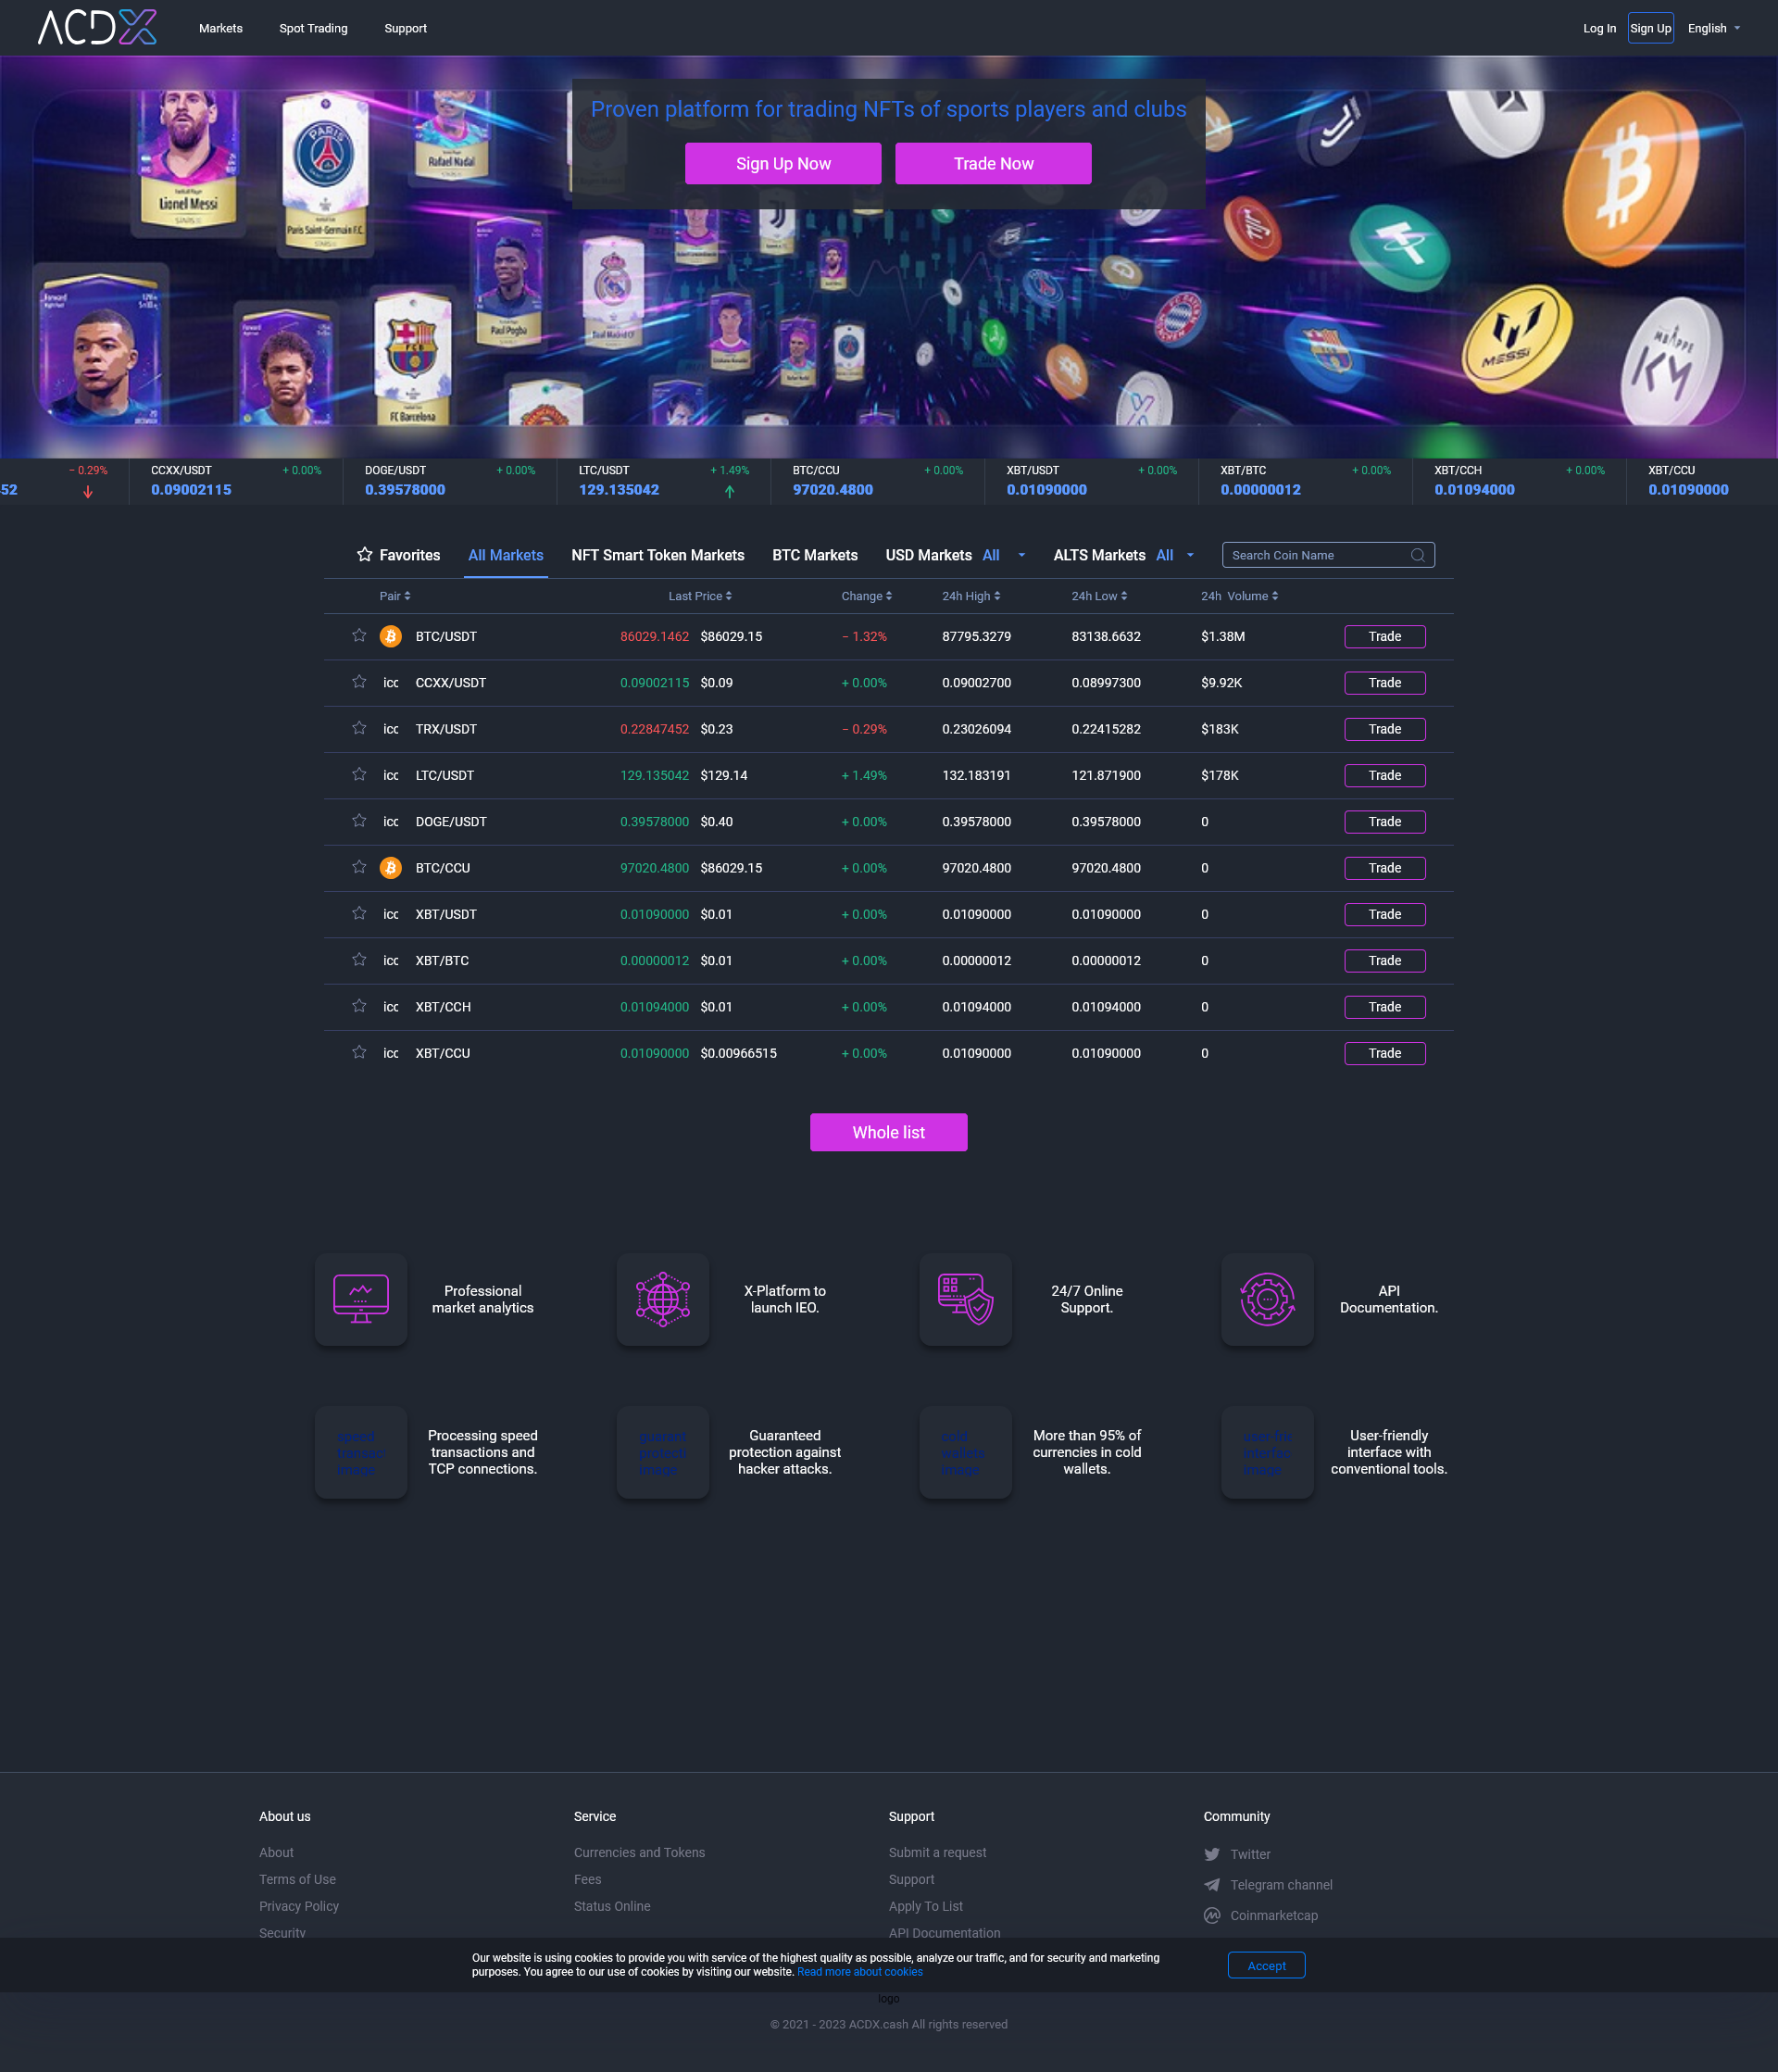 ACDX
Markets
Spot Trading
Support
Log In
Sign Up
English
Proven platform for trading NFTs of sports players and clubs
Sign Up Now
Trade Now
Lionel Messi
Paris Saint-Germain F.C.
Rafael Nadal
Paul Pogba
Real Madrid C.F.
Forward
Forward
FC Barcelona
MESSI
MBAPPE
KM
52
− 0.29%
CCXX/USDT
+ 0.00%
0.09002115
DOGE/USDT
+ 0.00%
0.39578000
LTC/USDT
+ 1.49%
129.135042
BTC/CCU
+ 0.00%
97020.4800
XBT/USDT
+ 0.00%
0.01090000
XBT/BTC
+ 0.00%
0.00000012
XBT/CCH
+ 0.00%
0.01094000
XBT/CCU
0.01090000
Favorites
All Markets
NFT Smart Token Markets
BTC Markets
USD Markets All
ALTS Markets All
Search Coin Name
Pair Last Price Change 24h High 24h Low 24h Volume
BTC/USDT 86029.1462 $86029.15 − 1.32% 87795.3279 83138.6632 $1.38M Trade
icc CCXX/USDT 0.09002115 $0.09 + 0.00% 0.09002700 0.08997300 $9.92K Trade
icc TRX/USDT 0.22847452 $0.23 − 0.29% 0.23026094 0.22415282 $183K Trade
icc LTC/USDT 129.135042 $129.14 + 1.49% 132.183191 121.871900 $178K Trade
icc DOGE/USDT 0.39578000 $0.40 + 0.00% 0.39578000 0.39578000 0 Trade
BTC/CCU 97020.4800 $86029.15 + 0.00% 97020.4800 97020.4800 0 Trade
icc XBT/USDT 0.01090000 $0.01 + 0.00% 0.01090000 0.01090000 0 Trade
icc XBT/BTC 0.00000012 $0.01 + 0.00% 0.00000012 0.00000012 0 Trade
icc XBT/CCH 0.01094000 $0.01 + 0.00% 0.01094000 0.01094000 0 Trade
icc XBT/CCU 0.01090000 $0.00966515 + 0.00% 0.01090000 0.01090000 0 Trade
Whole list
Professional
market analytics
X-Platform to
launch IEO.
24/7 Online
Support.
API
Documentation.
speed
transac
image
Processing speed
transactions and
TCP connections.
guarant
protecti
image
Guaranteed
protection against
hacker attacks.
cold
wallets
image
More than 95% of
currencies in cold
wallets.
user-frie
interfac
image
User-friendly
interface with
conventional tools.
About us
About
Terms of Use
Privacy Policy
Security
Service
Currencies and Tokens
Fees
Status Online
Support
Submit a request
Support
Apply To List
API Documentation
Community
Twitter
Telegram channel
Coinmarketcap
Our website is using cookies to provide you with service of the highest quality as possible, analyze our traffic, and for security and marketing
purposes. You agree to our use of cookies by visiting our website. Read more about cookies
Accept
logo
© 2021 - 2023 ACDX.cash All rights reserved